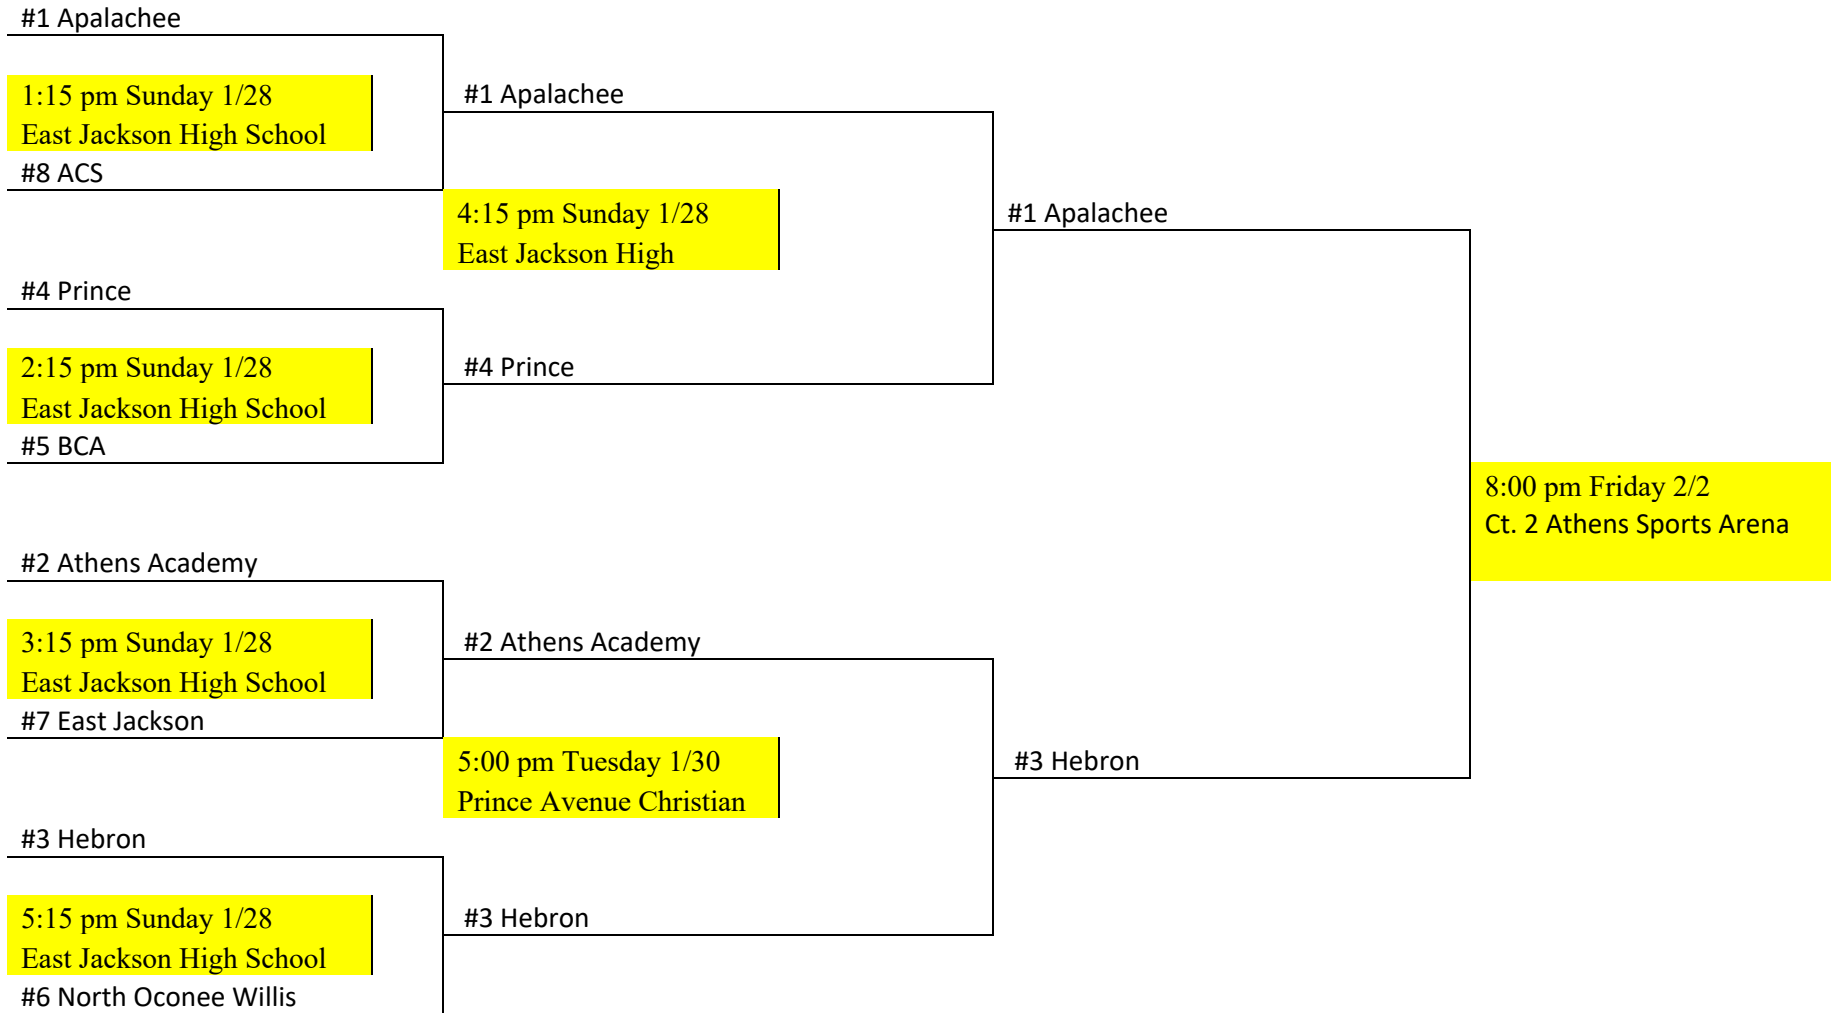 #1 Apalachee
1:15 pm Sunday 1/28
East Jackson High School
#8 ACS
#4 Prince
2:15 pm Sunday 1/28
East Jackson High School
#5 BCA
#2 Athens Academy
3:15 pm Sunday 1/28
East Jackson High School
#7 East Jackson
#3 Hebron
5:15 pm Sunday 1/28
East Jackson High School
#6 North Oconee Willis
#1 Apalachee
4:15 pm Sunday 1/28
East Jackson High
#4 Prince
#2 Athens Academy
5:00 pm Tuesday 1/30
Prince Avenue Christian
#3 Hebron
#1 Apalachee
#3 Hebron
8:00 pm Friday 2/2
Ct. 2 Athens Sports Arena